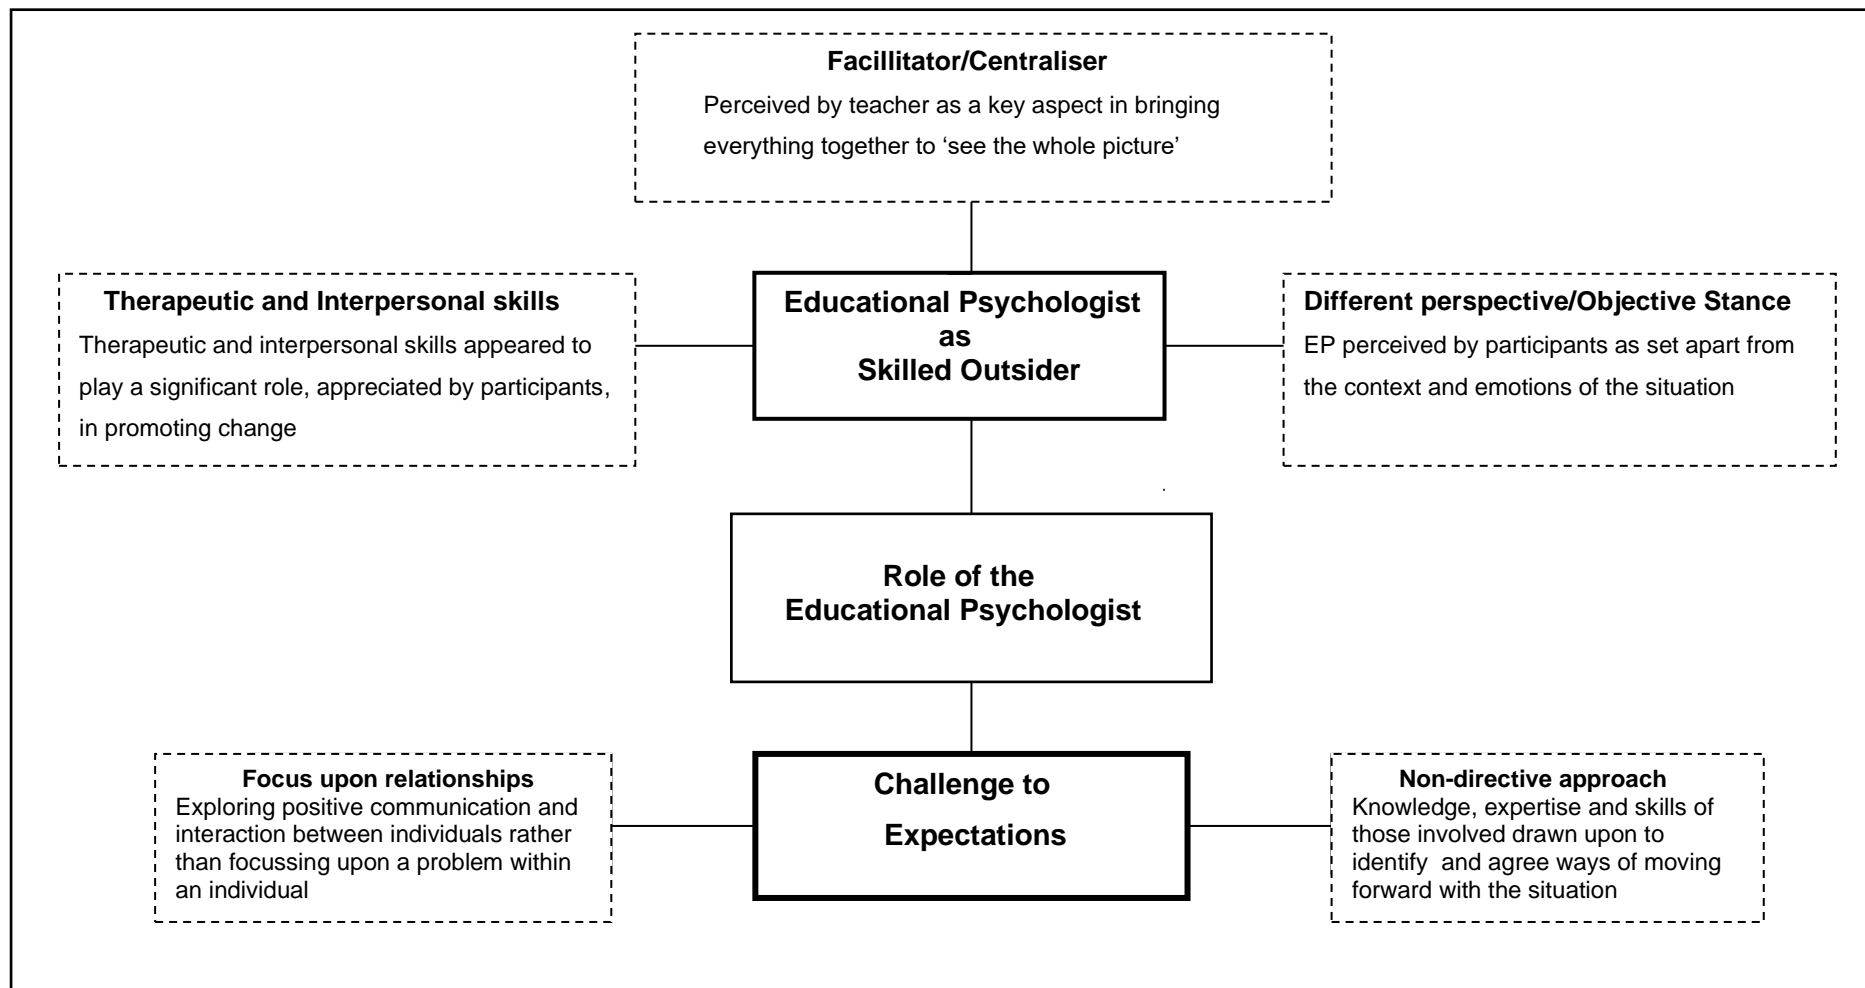 Facillitator/Centraliser
Perceived by teacher as a key aspect in bringing
everything together to ‘see the whole picture’
Therapeutic and Interpersonal skills
Therapeutic and interpersonal skills appeared to
play a significant role, appreciated by participants,
in promoting change
Educational Psychologist
as
Skilled Outsider
Different perspective/Objective Stance
EP perceived by participants as set apart from
the context and emotions of the situation
Role of the
Educational Psychologist
Focus upon relationships
Exploring positive communication and
interaction between individuals rather
than focussing upon a problem within
an individual
Challenge to
Expectations
Non-directive approach
Knowledge, expertise and skills of
those involved drawn upon to
identify  and agree ways of moving
forward with the situation